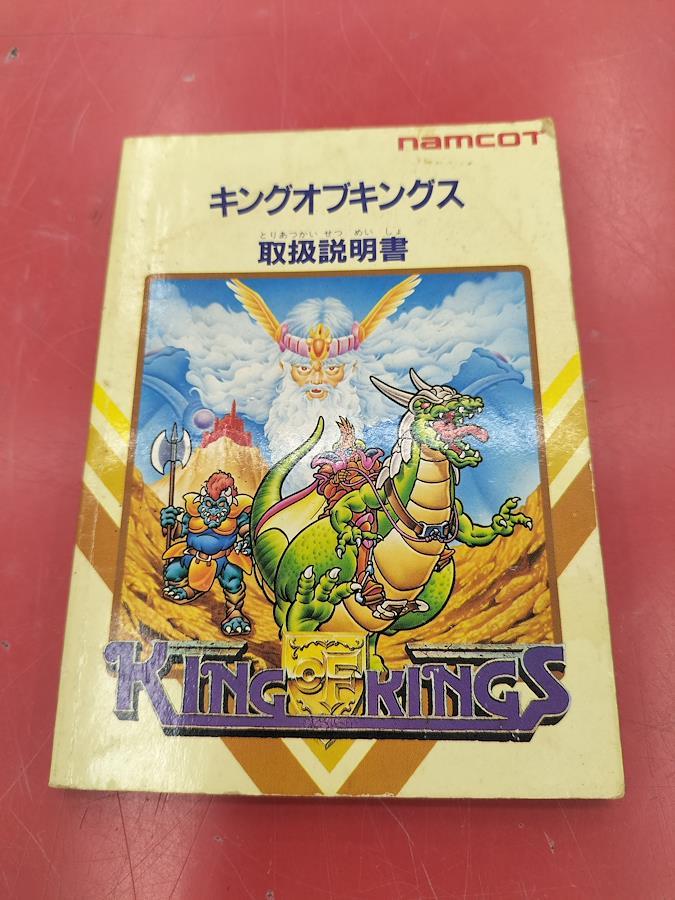 namcot
キングオブキングス
とりあつかい せつ めい しょ
取扱説明書
KING OF KINGS